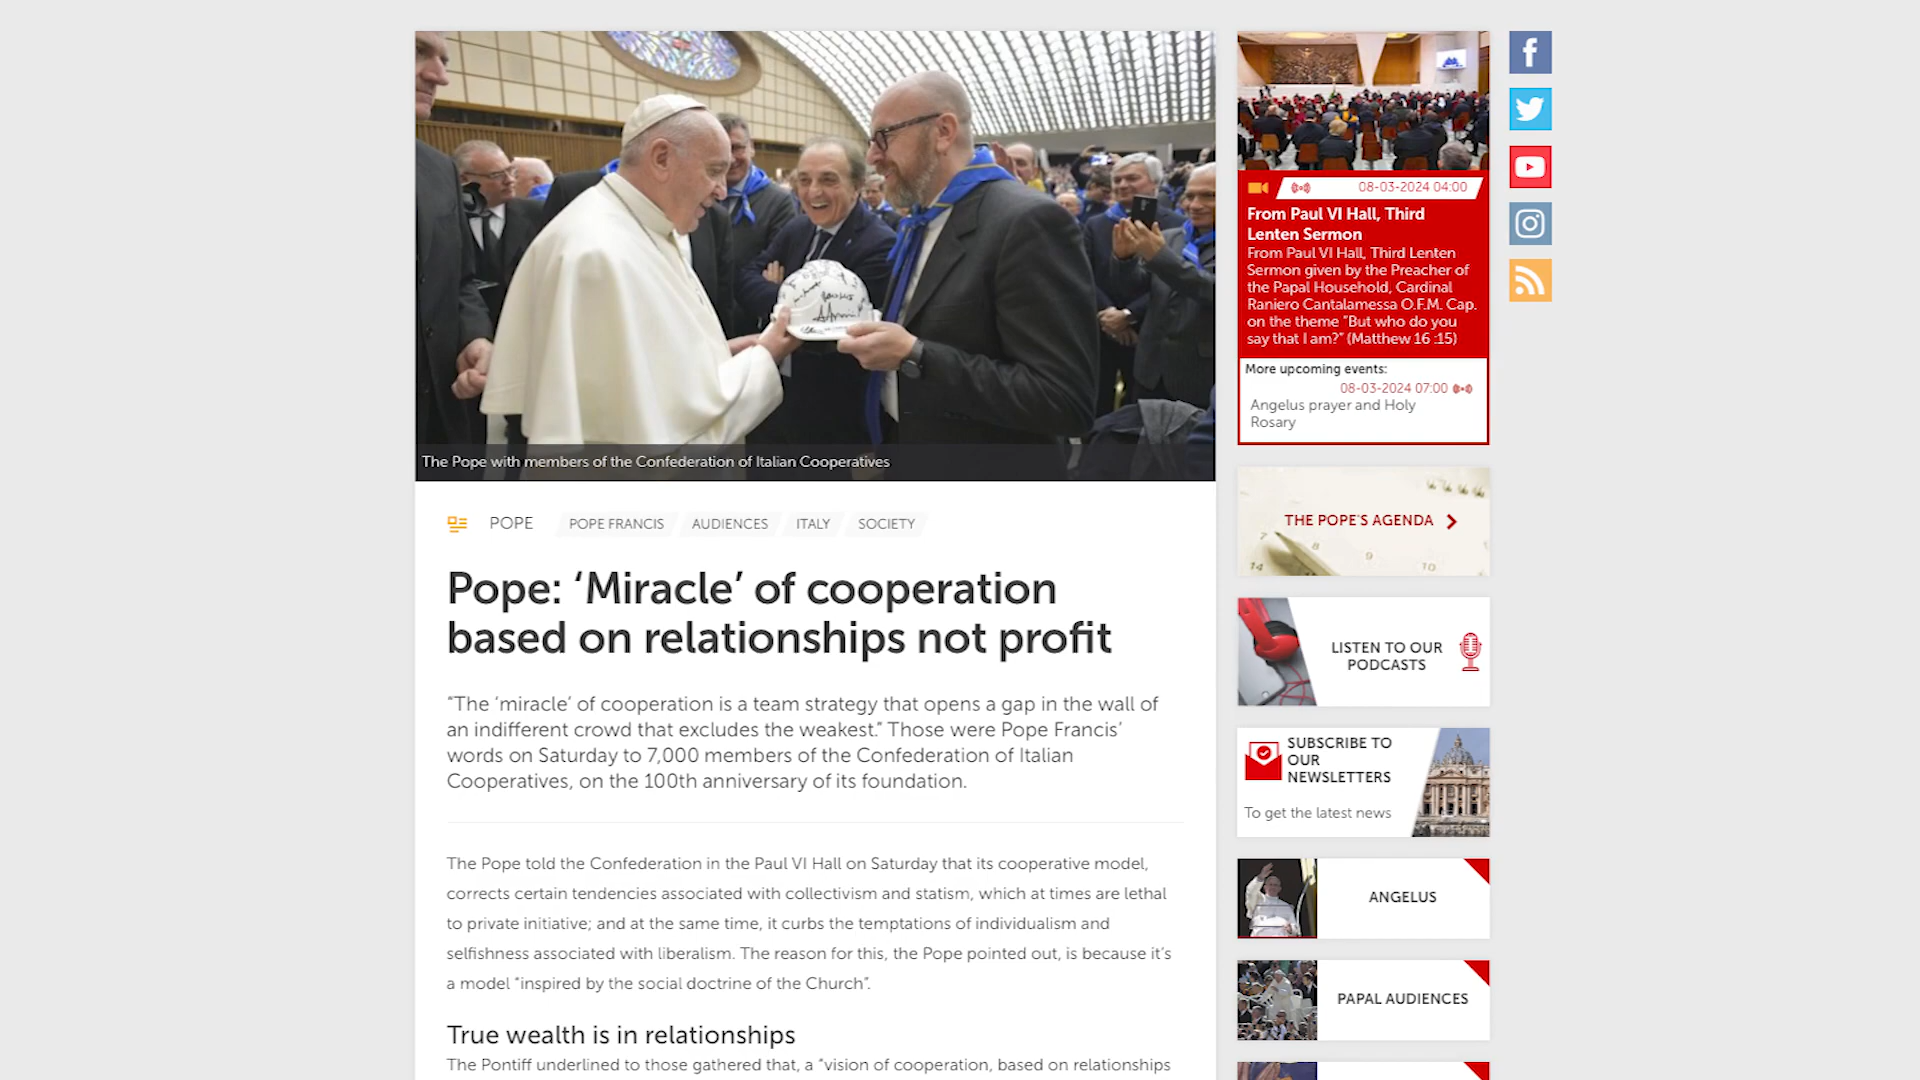 The Pope with members of the Confederation of Italian Cooperatives
POPE
POPE FRANCIS
AUDIENCES
ITALY
SOCIETY
Pope: ‘Miracle’ of cooperation
based on relationships not profit
“The ‘miracle’ of cooperation is a team strategy that opens a gap in the wall of
an indifferent crowd that excludes the weakest.” Those were Pope Francis’
words on Saturday to 7,000 members of the Confederation of Italian
Cooperatives, on the 100th anniversary of its foundation.
The Pope told the Confederation in the Paul VI Hall on Saturday that its cooperative model,
corrects certain tendencies associated with collectivism and statism, which at times are lethal
to private initiative; and at the same time, it curbs the temptations of individualism and
selfishness associated with liberalism. The reason for this, the Pope pointed out, is because it’s
a model “inspired by the social doctrine of the Church”.
True wealth is in relationships
The Pontiff underlined to those gathered that, a “vision of cooperation, based on relationships
08-03-2024 04:00
From Paul VI Hall, Third
Lenten Sermon
From Paul VI Hall, Third Lenten
Sermon given by the Preacher of
the Papal Household, Cardinal
Raniero Cantalamessa O.F.M. Cap.
on the theme “But who do you
say that I am?” (Matthew 16 :15)
More upcoming events:
08-03-2024 07:00
Angelus prayer and Holy
Rosary
THE POPE'S AGENDA
7
8
9
14
10
LISTEN TO OUR
PODCASTS
SUBSCRIBE TO
OUR
NEWSLETTERS
To get the latest news
ANGELUS
PAPAL AUDIENCES